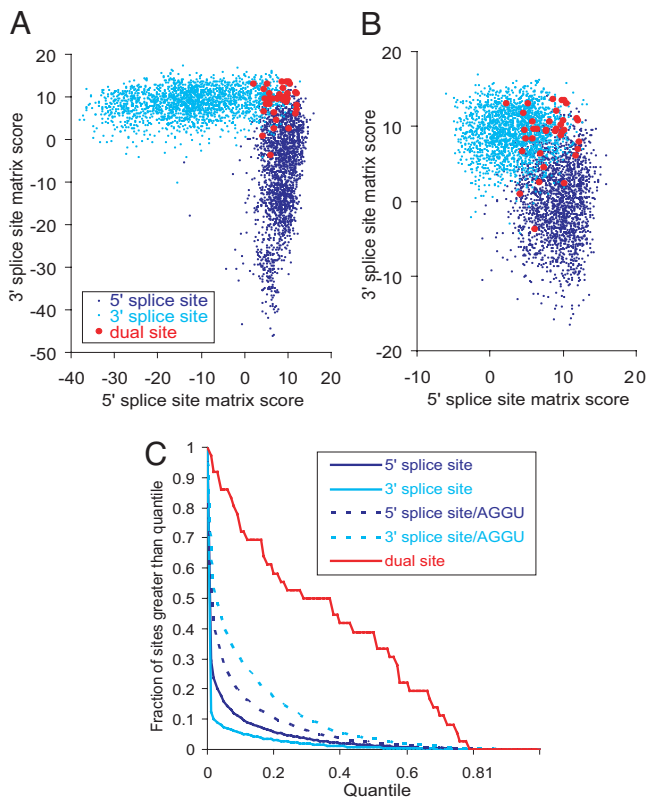 A
3' splice site matrix score
20
10
0
-10
-20
-30
-40
-50
5' splice site
3' splice site
dual site
-40 -30 -20 -10 0 10 20
5' splice site matrix score
B
3' splice site matrix score
20
10
0
-10
-20
-10 0 10 20
5' splice site matrix score
C
Fraction of sites greater than quantile
1
0.9
0.8
0.7
0.6
0.5
0.4
0.3
0.2
0.1
0
5' splice site
3' splice site
5' splice site/AGGU
3' splice site/AGGU
dual site
0 0.2 0.4 0.6 0.81
Quantile